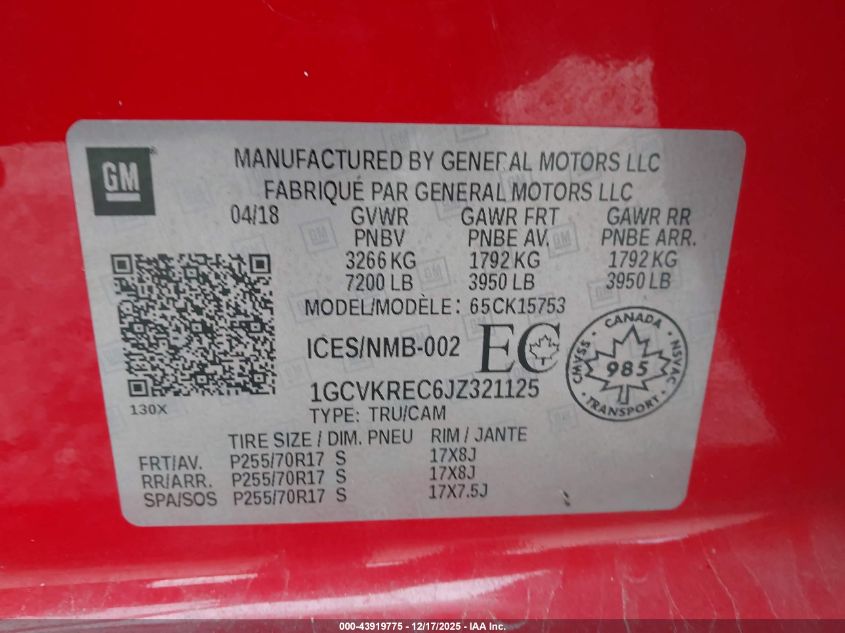 GM
MANUFACTURED BY GENERAL MOTORS LLC
FABRIQUÉ PAR GENERAL MOTORS LLC
04/18 GVWR GAWR FRT GAWR RR
PNBV PNBE AV. PNBE ARR.
3266 KG 1792 KG 1792 KG
7200 LB 3950 LB 3950 LB
MODEL/MODÈLE: 65CK15753
ICES/NMB-002 EC
CANADA
CMVSS 985 NSVAC
TRANSPORT
1GCVKREC6JZ321125
130X
TYPE: TRU/CAM
TIRE SIZE / DIM. PNEU RIM / JANTE
FRT/AV. P255/70R17 S 17X8J
RR/ARR. P255/70R17 S 17X8J
SPA/SOS P255/70R17 S 17X7.5J
000-43919775 - 12/17/2025 - IAA Inc.